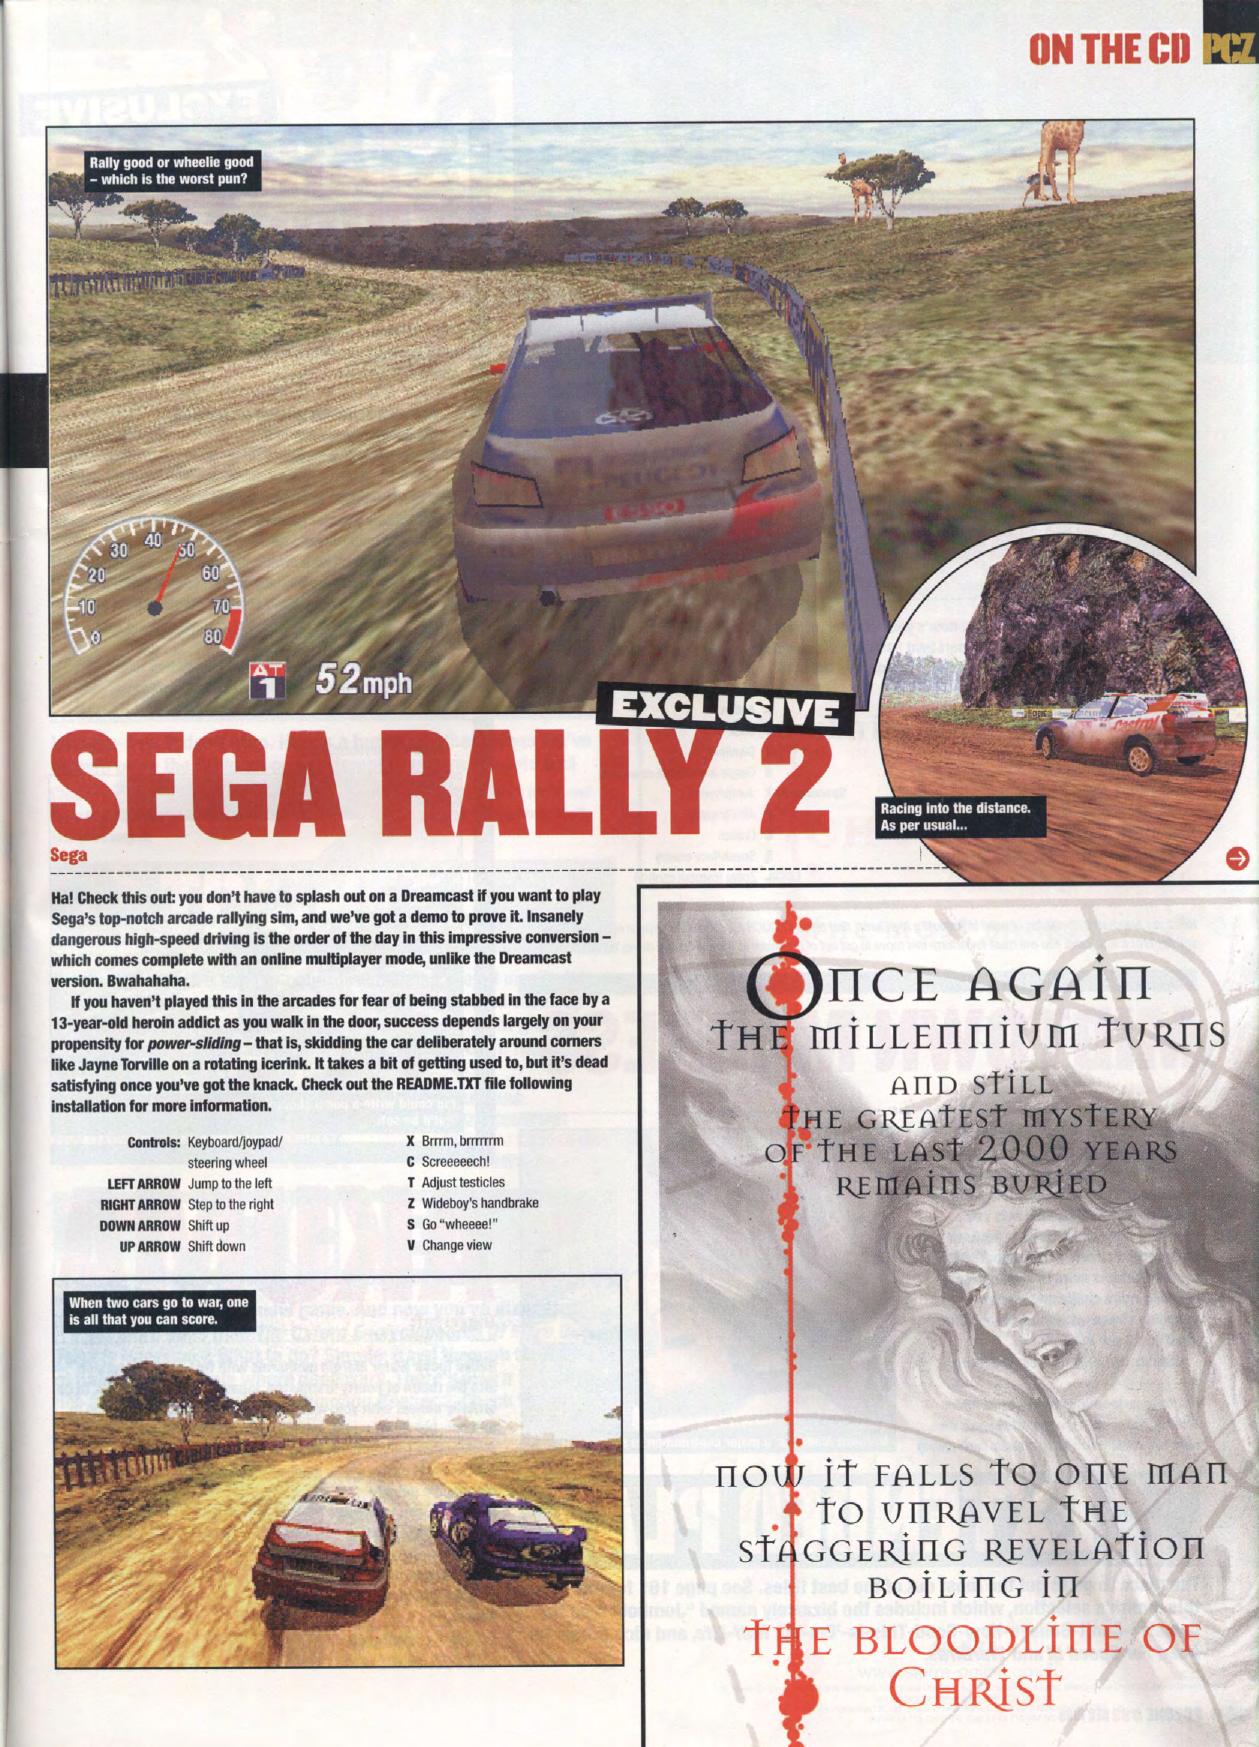 ON THE CD PCZ
Rally good or wheelie good
– which is the worst pun?
PEUGEOT
ESSO
0
10
20
30
40
50
60
70
80
AT
1
52mph
EXCLUSIVE
SEGA RALLY 2
Castrol
Racing into the distance.
As per usual...
Sega
Ha! Check this out: you don't have to splash out on a Dreamcast if you want to play
Sega's top-notch arcade rallying sim, and we've got a demo to prove it. Insanely
dangerous high-speed driving is the order of the day in this impressive conversion –
which comes complete with an online multiplayer mode, unlike the Dreamcast
version. Bwahahaha.
If you haven't played this in the arcades for fear of being stabbed in the face by a
13-year-old heroin addict as you walk in the door, success depends largely on your
propensity for power-sliding – that is, skidding the car deliberately around corners
like Jayne Torville on a rotating icerink. It takes a bit of getting used to, but it's dead
satisfying once you've got the knack. Check out the README.TXT file following
installation for more information.
Controls: Keyboard/joypad/
steering wheel
LEFT ARROW Jump to the left
RIGHT ARROW Step to the right
DOWN ARROW Shift up
UP ARROW Shift down
X Brrrm, brrrrrrm
C Screeeeech!
T Adjust testicles
Z Wideboy's handbrake
S Go "wheeee!"
V Change view
When two cars go to war, one
is all that you can score.
ONCE AGAIN
THE MILLENNIUM TURNS
AND STILL
THE GREATEST MYSTERY
OF THE LAST 2000 YEARS
REMAINS BURIED
NOW IT FALLS TO ONE MAN
TO UNRAVEL THE
STAGGERING REVELATION
BOILING IN
THE BLOODLINE OF
CHRIST